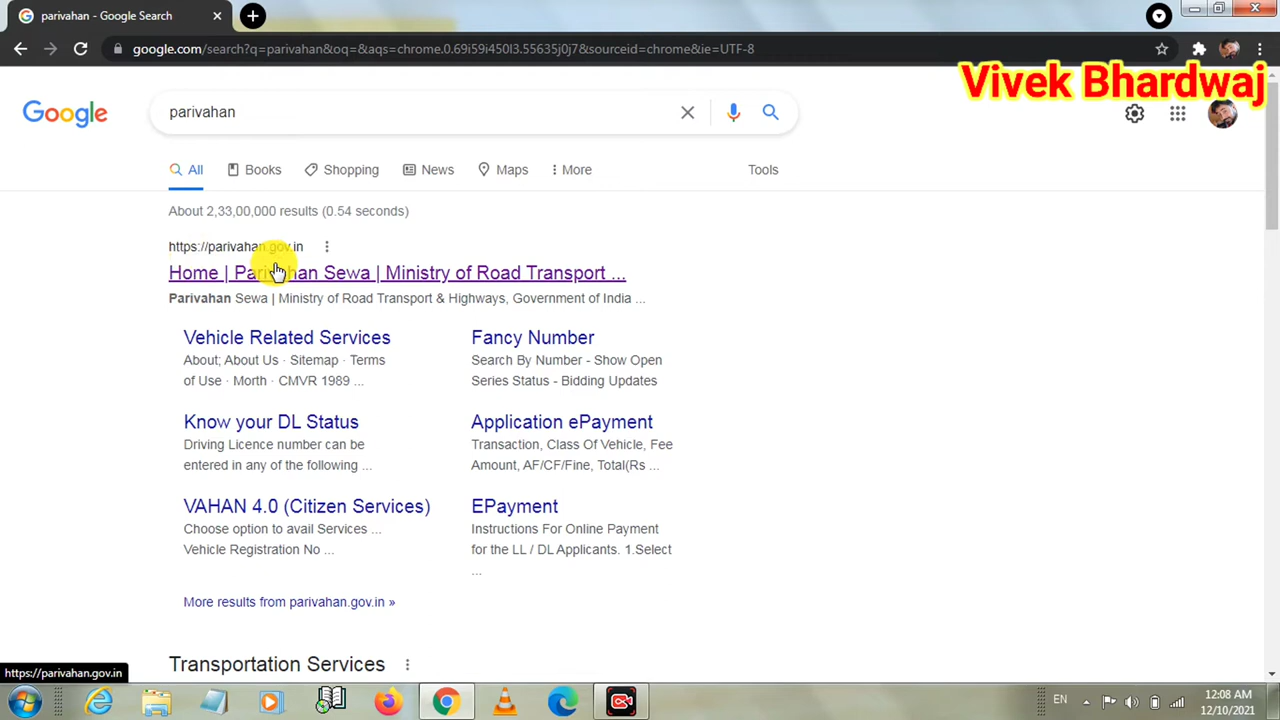 parivahan - Google Search
google.com/search?q=parivahan&oq=&aqs=chrome.0.69i59i450l3.55635j0j7&sourceid=chrome&ie=UTF-8
Vivek Bhardwaj
Google
parivahan
All
Books
Shopping
News
Maps
More
Tools
About 2,33,00,000 results (0.54 seconds)
https://parivahan.gov.in
Home | Parivahan Sewa | Ministry of Road Transport ...
Parivahan Sewa | Ministry of Road Transport & Highways, Government of India ...
Vehicle Related Services
About; About Us · Sitemap · Terms
of Use · Morth · CMVR 1989 ...
Fancy Number
Search By Number - Show Open
Series Status - Bidding Updates
Know your DL Status
Driving Licence number can be
entered in any of the following ...
Application ePayment
Transaction, Class Of Vehicle, Fee
Amount, AF/CF/Fine, Total(Rs ...
VAHAN 4.0 (Citizen Services)
Choose option to avail Services ...
Vehicle Registration No ...
EPayment
Instructions For Online Payment
for the LL / DL Applicants. 1.Select
...
More results from parivahan.gov.in »
Transportation Services
https://parivahan.gov.in
EN
12:08 AM
12/10/2021